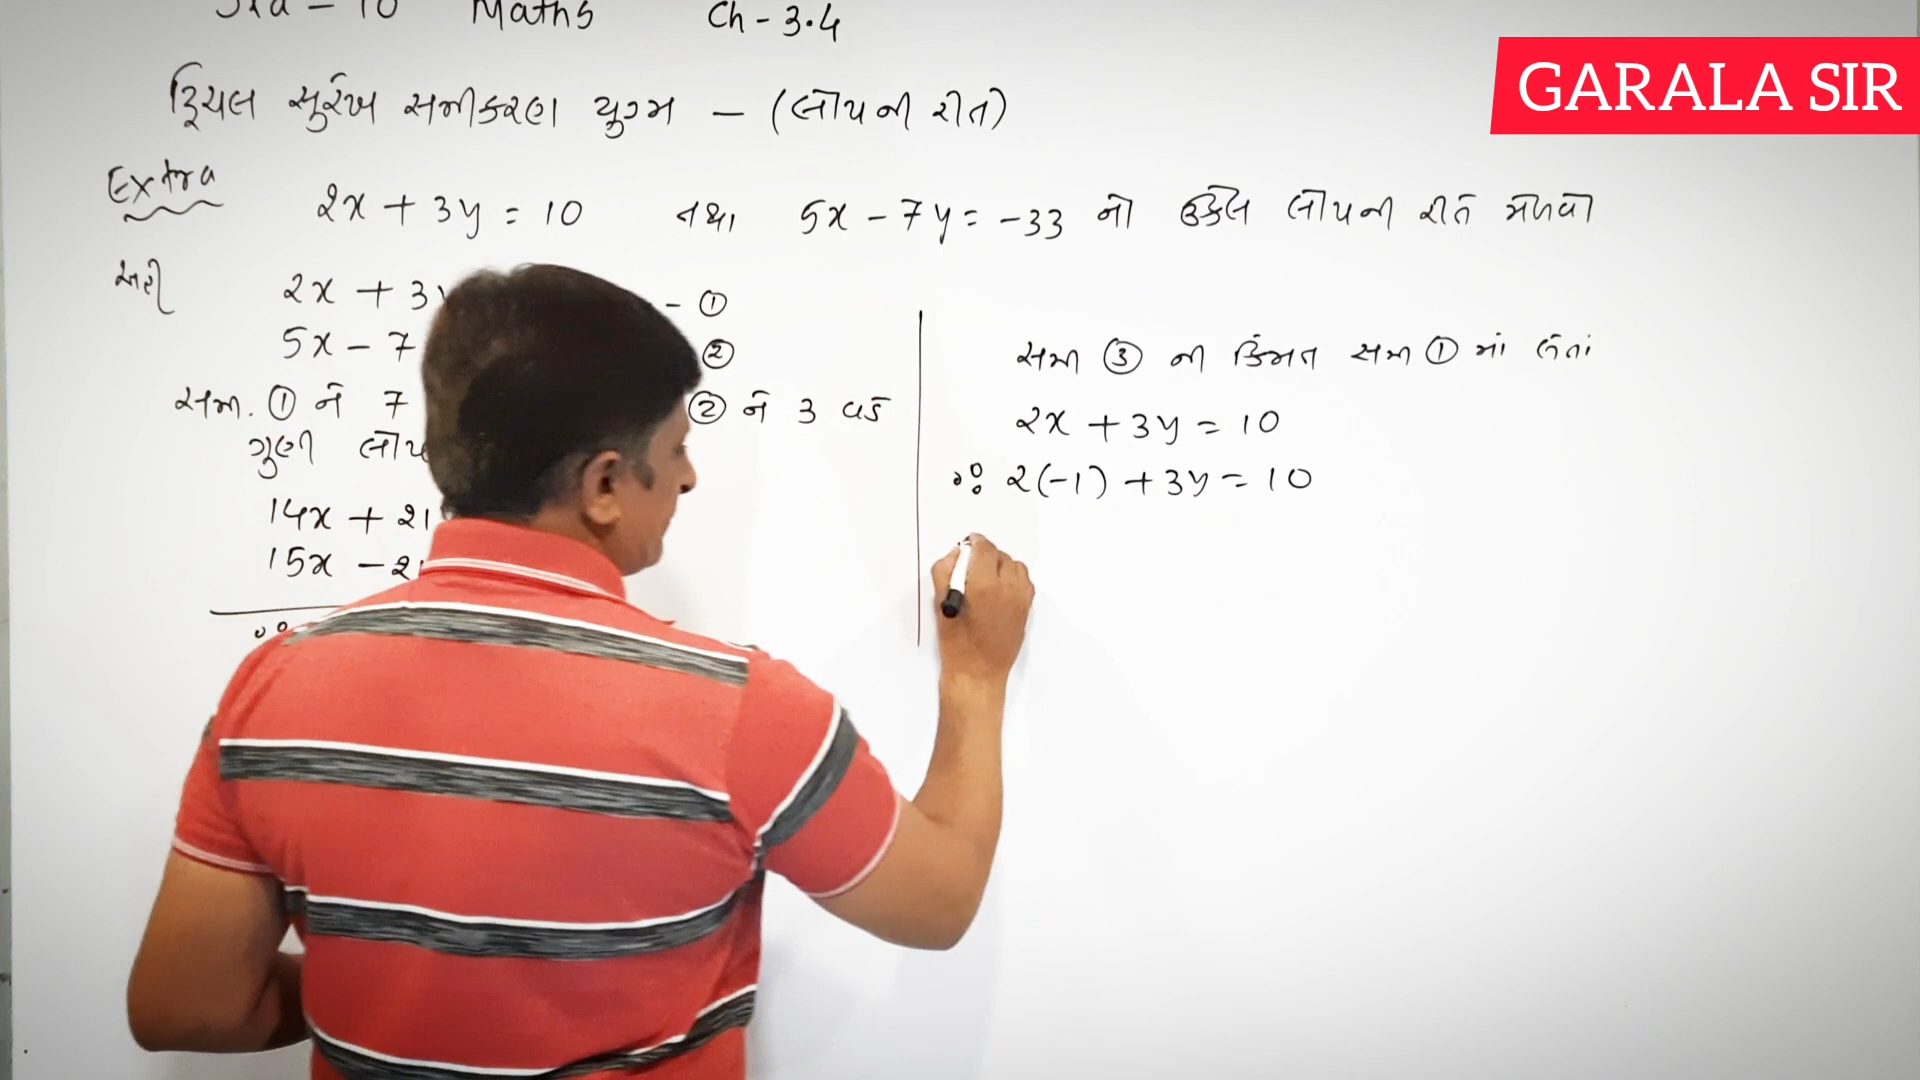 Std - 10 Maths Ch - 3.4
GARALA SIR
દ્વિચલ સુરેખ સમીકરણ યુગ્મ - (લોપની રીત)
Extra
2x + 3y = 10 તથા 5x - 7y = -33 નો ઉકેલ લોપની રીતે મેળવો
અહી
2x + 3y - ①
5x - 7 ②
સમી. ① ને 7 ② ને 3 વડે
ગુણી લોપ
14x + 21
15x - 2
∴
સમી ③ ની કિંમત સમી ① માં લેતાં
2x + 3y = 10
∴ 2(-1) + 3y = 10